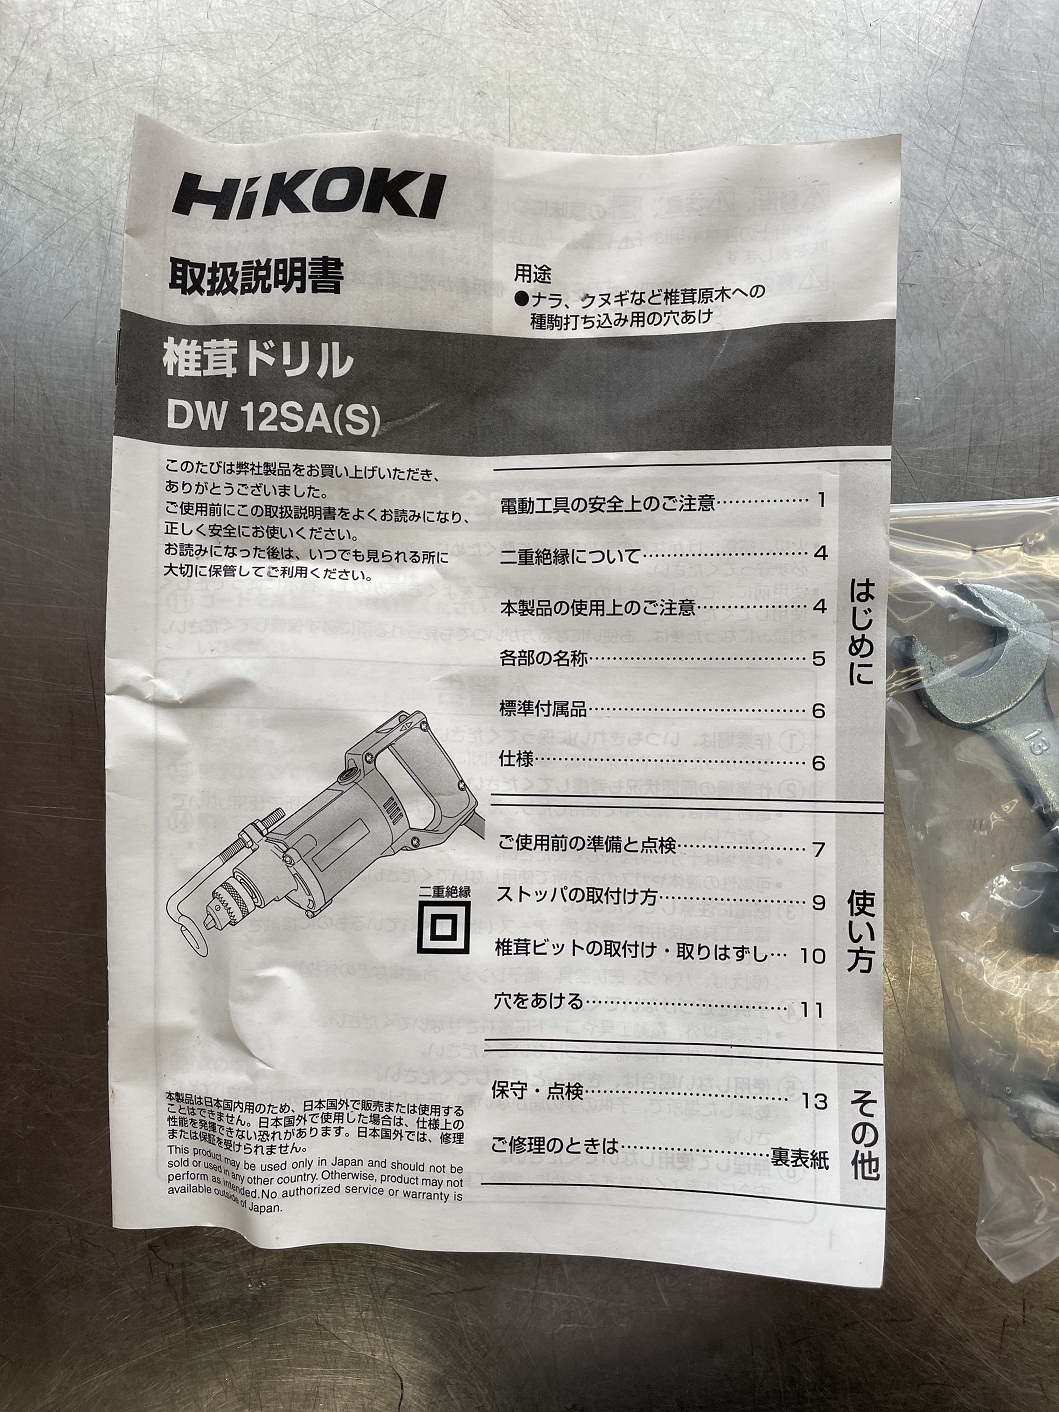 HiKOKI
取扱説明書
用途
●ナラ、クヌギなど椎茸原木への
種駒打ち込み用の穴あけ
椎茸ドリル
DW 12SA(S)
このたびは弊社製品をお買い上げいただき、
ありがとうございました。
ご使用前にこの取扱説明書をよくお読みになり、
正しく安全にお使いください。
お読みになった後は、いつでも見られる所に
大切に保管してご利用ください。
二重絶縁
本製品は日本国内用のため、日本国外で販売または使用する
ことはできません。日本国外で使用した場合は、仕様上の
性能を発揮できない恐れがあります。日本国外では、修理
または保証を受けられません。
This product may be used only in Japan and should not be
sold or used in any other country. Otherwise, product may not
perform as intended.No authorized service or warranty is
available outside of Japan.
はじめに
電動工具の安全上のご注意……………1
二重絶縁について……………………4
本製品の使用上のご注意………………4
各部の名称……………………………5
標準付属品……………………………6
仕様……………………………………6
使い方
ご使用前の準備と点検…………………7
ストッパの取付け方……………………9
椎茸ビットの取付け・取りはずし… 10
穴をあける…………………………… 11
その他
保守・点検…………………………… 13
ご修理のときは……………………裏表紙
13